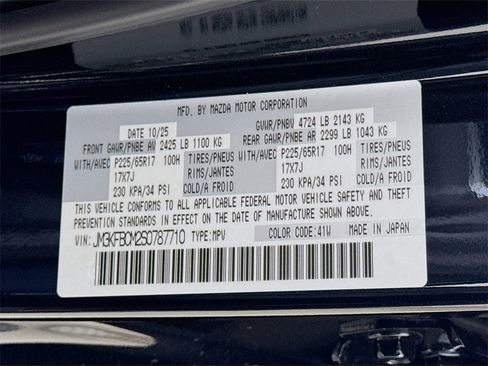 MFD. BY MAZDA MOTOR CORPORATION
DATE 10/25 GVWR/PNBV 4724 LB 2143 KG
FRONT GAWR/PNBE AV 2425 LB 1100 KG REAR GAWR/PNBE AR 2299 LB 1043 KG
WITH/AVEC P225/65R17 100H TIRES/PNEUS WITH/AVEC P225/65R17 100H TIRES/PNEUS
17X7J RIMS/JANTES 17X7J RIMS/JANTES
230 KPA/34 PSI COLD/A FROID 230 KPA/34 PSI COLD/A FROID
THIS VEHICLE CONFORMS TO ALL APPLICABLE FEDERAL MOTOR VEHICLE SAFETY AND THEFT
PREVENTION STANDARDS IN EFFECT ON THE DATE OF MANUFACTURE SHOWN ABOVE.
VIN: JM3KFBCM2S0787710 TYPE: MPV COLOR CODE: 41W MADE IN JAPAN